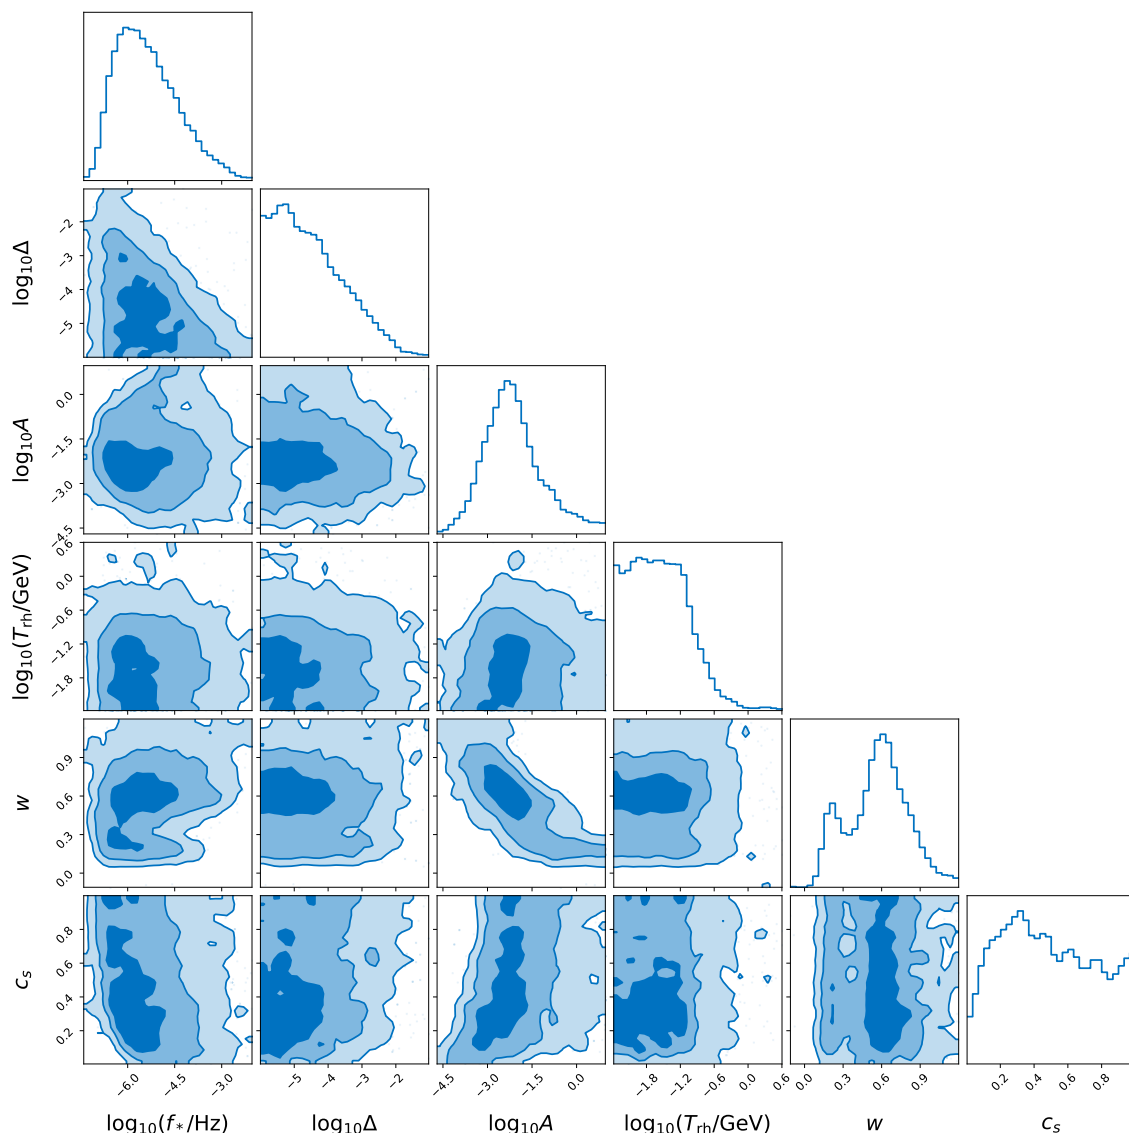 log₁₀Δ
−2
−3
−4
−5
log₁₀A
0.0
−1.5
−3.0
−4.5
log₁₀(T_rh/GeV)
0.6
0.0
−0.6
−1.2
−1.8
w
0.9
0.6
0.3
0.0
c_s
0.8
0.6
0.4
0.2
−6.0 −4.5 −3.0
−5 −4 −3 −2
−4.5 −3.0 −1.5 0.0
−1.8 −1.2 −0.6 0.0 0.6
0.0 0.3 0.6 0.9
0.2 0.4 0.6 0.8
log₁₀(f_*/Hz) log₁₀Δ log₁₀A log₁₀(T_rh/GeV) w c_s